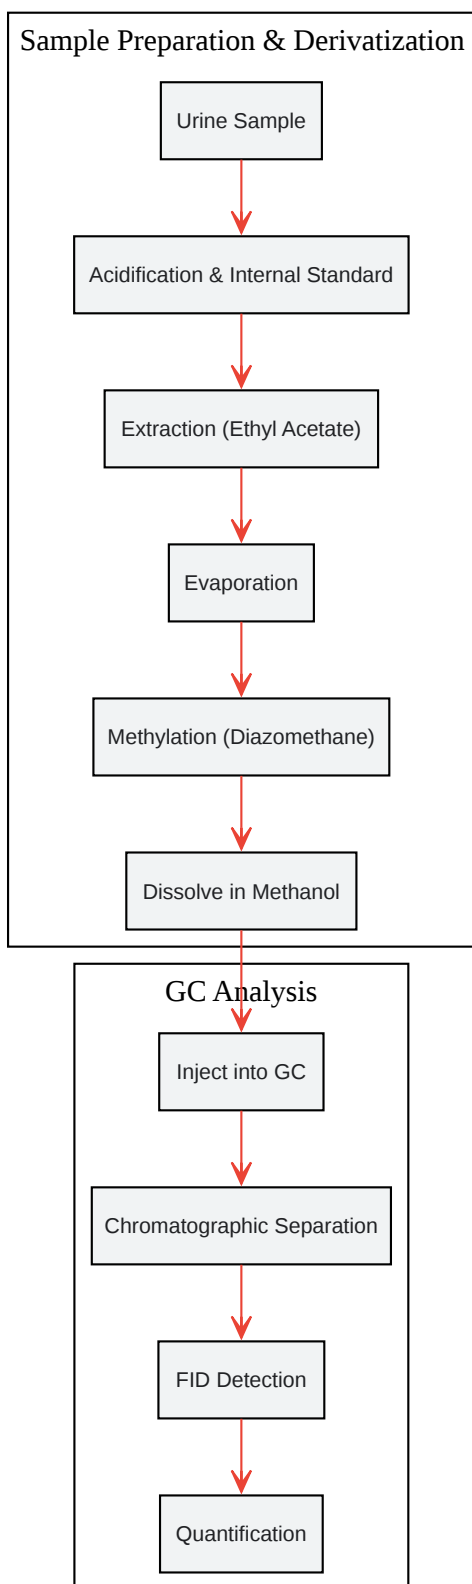 Sample Preparation & Derivatization
Urine Sample
Acidification & Internal Standard
Extraction (Ethyl Acetate)
Evaporation
Methylation (Diazomethane)
Dissolve in Methanol
GC Analysis
Inject into GC
Chromatographic Separation
FID Detection
Quantification